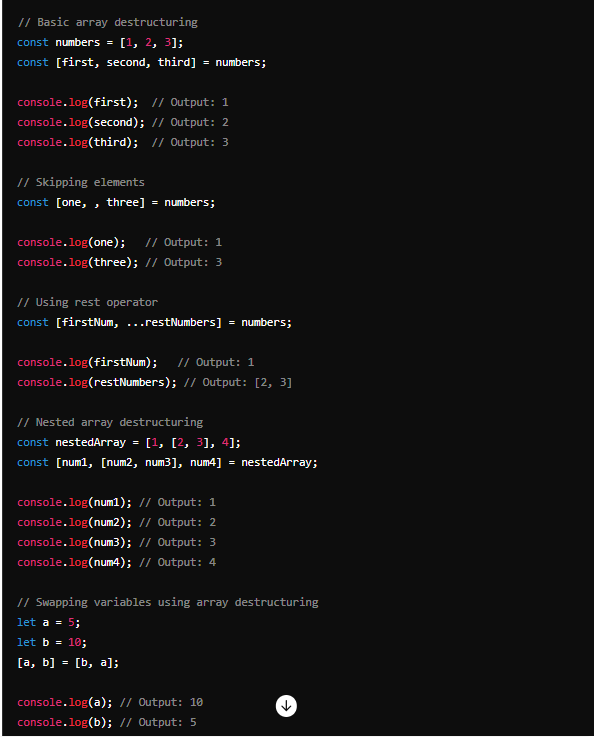 // Basic array destructuring
const numbers = [1, 2, 3];
const [first, second, third] = numbers;
console.log(first);  // Output: 1
console.log(second); // Output: 2
console.log(third);  // Output: 3
// Skipping elements
const [one, , three] = numbers;
console.log(one);   // Output: 1
console.log(three); // Output: 3
// Using rest operator
const [firstNum, ...restNumbers] = numbers;
console.log(firstNum);   // Output: 1
console.log(restNumbers); // Output: [2, 3]
// Nested array destructuring
const nestedArray = [1, [2, 3], 4];
const [num1, [num2, num3], num4] = nestedArray;
console.log(num1); // Output: 1
console.log(num2); // Output: 2
console.log(num3); // Output: 3
console.log(num4); // Output: 4
// Swapping variables using array destructuring
let a = 5;
let b = 10;
[a, b] = [b, a];
console.log(a); // Output: 10
console.log(b); // Output: 5